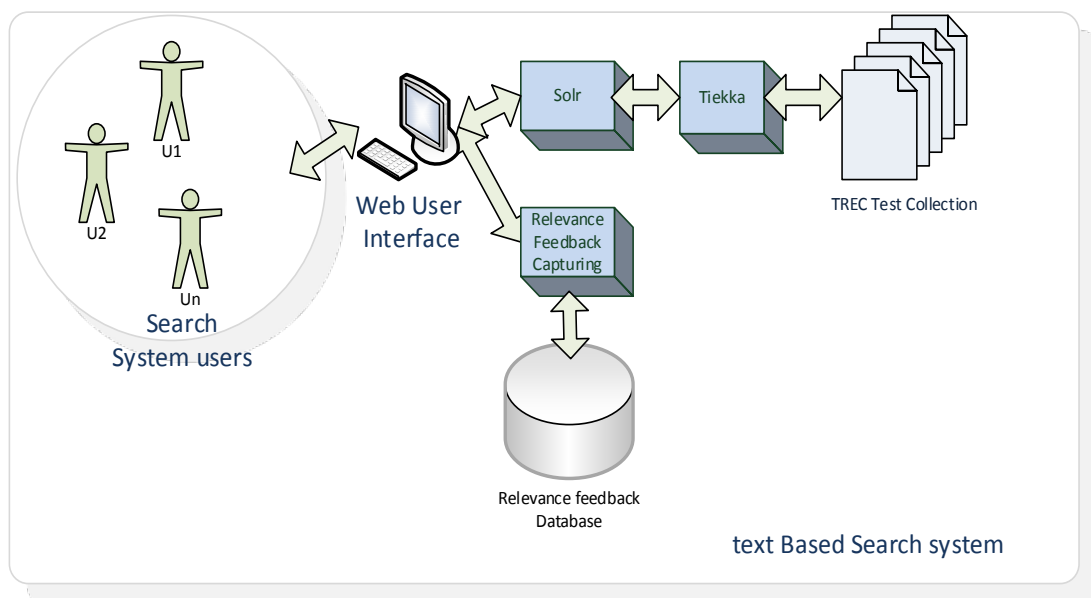 U1
U2
Un
Search
System users
Web User
Interface
Solr
Tiekka
TREC Test Collection
Relevance
Feedback
Capturing
Relevance feedback
Database
text Based Search system